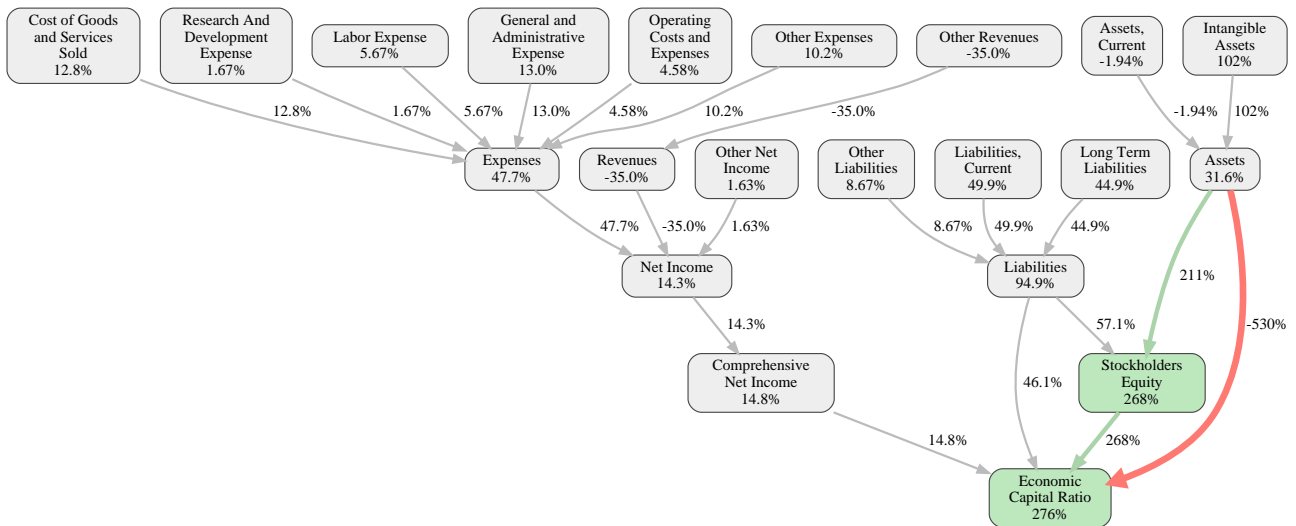 Cost of Goods
and Services
Sold
12.8%
Research And
Development
Expense
1.67%
Labor Expense
5.67%
General and
Administrative
Expense
13.0%
Operating
Costs and
Expenses
4.58%
Other Expenses
10.2%
Other Revenues
-35.0%
Assets,
Current
-1.94%
Intangible
Assets
102%
12.8%
1.67%
5.67%
13.0%
4.58%
10.2%
-35.0%
-1.94%
102%
Expenses
47.7%
Revenues
-35.0%
Other Net
Income
1.63%
Other
Liabilities
8.67%
Liabilities,
Current
49.9%
Long Term
Liabilities
44.9%
Assets
31.6%
47.7%
-35.0%
1.63%
8.67%
49.9%
44.9%
Net Income
14.3%
Liabilities
94.9%
211%
14.3%
57.1%
-530%
Comprehensive
Net Income
14.8%
46.1%
Stockholders
Equity
268%
14.8%
268%
Economic
Capital Ratio
276%